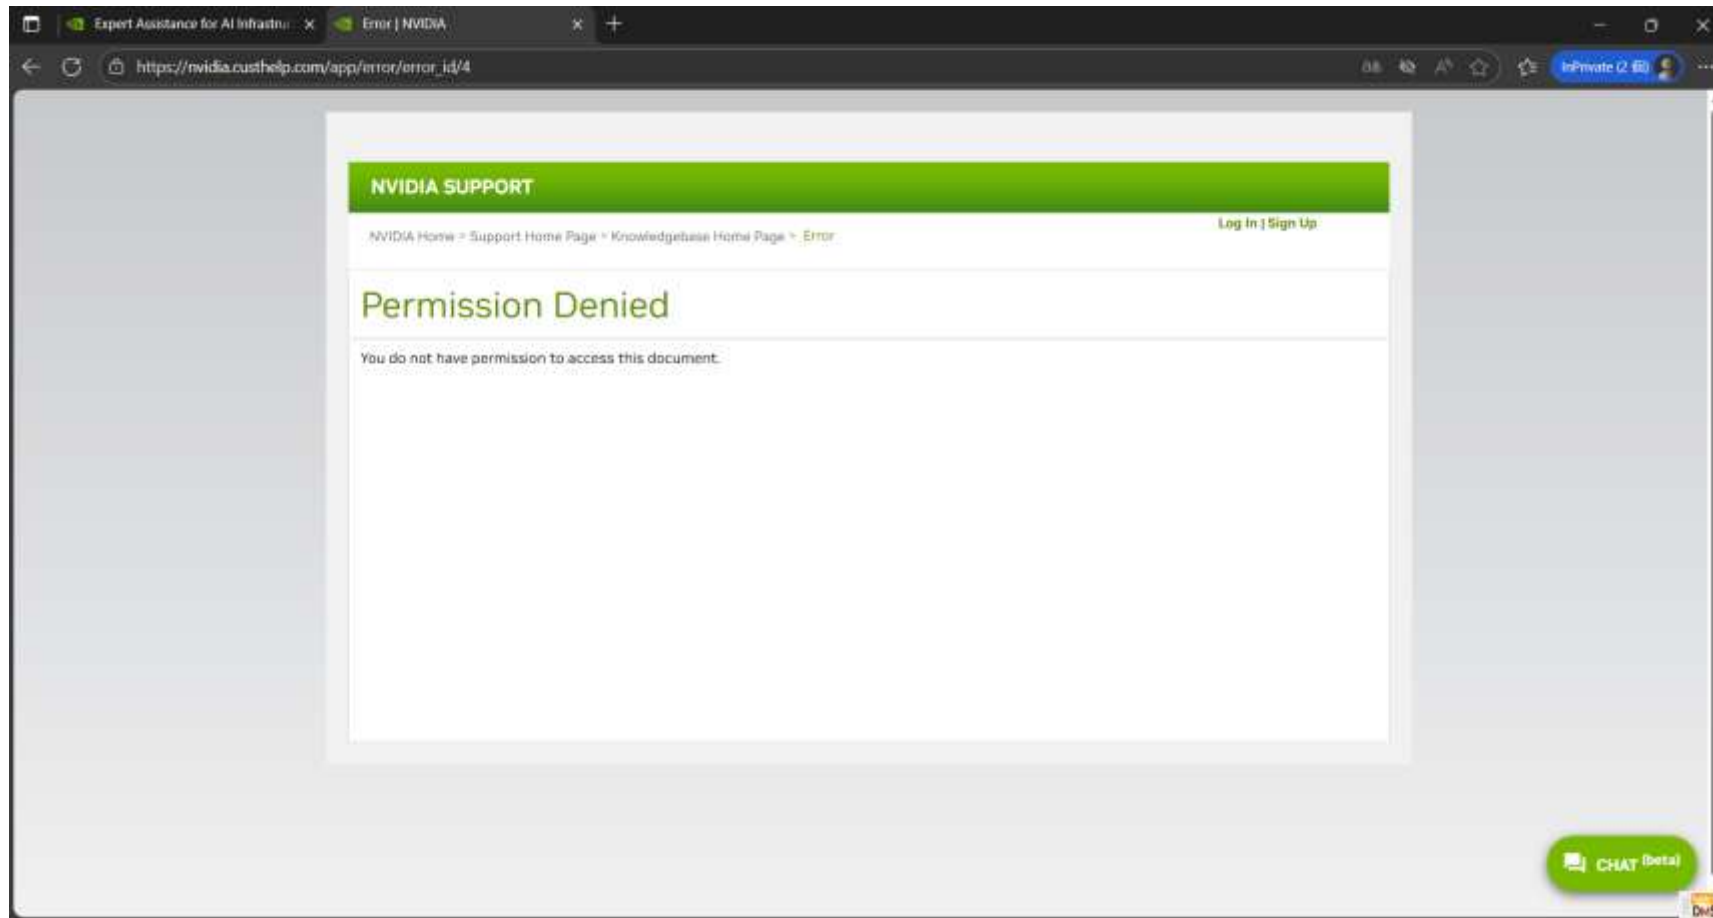 Expert Assistance for AI Infrastru
Error | NVIDIA
https://nvidia.custhelp.com/app/error/error_id/4
InPrivate (2
NVIDIA SUPPORT
Log In | Sign Up
NVIDIA Home > Support Home Page > Knowledgebase Home Page > Error
Permission Denied
You do not have permission to access this document.
CHAT (beta)